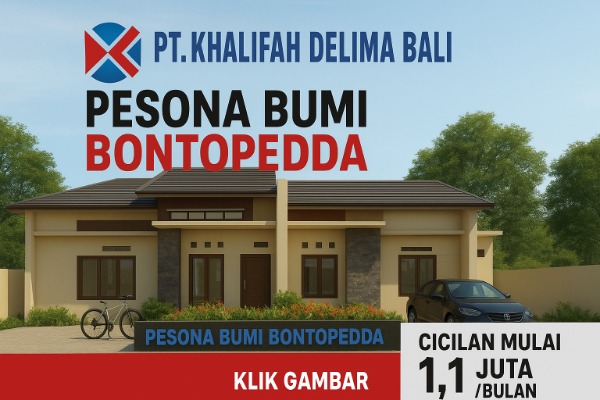 PT. KHALIFAH DELIMA BALI
PESONA BUMI
BONTOPEDDA
PESONA BUMI BONTOPEDDA
KLIK GAMBAR
CICILAN MULAI
1,1 JUTA
/BULAN